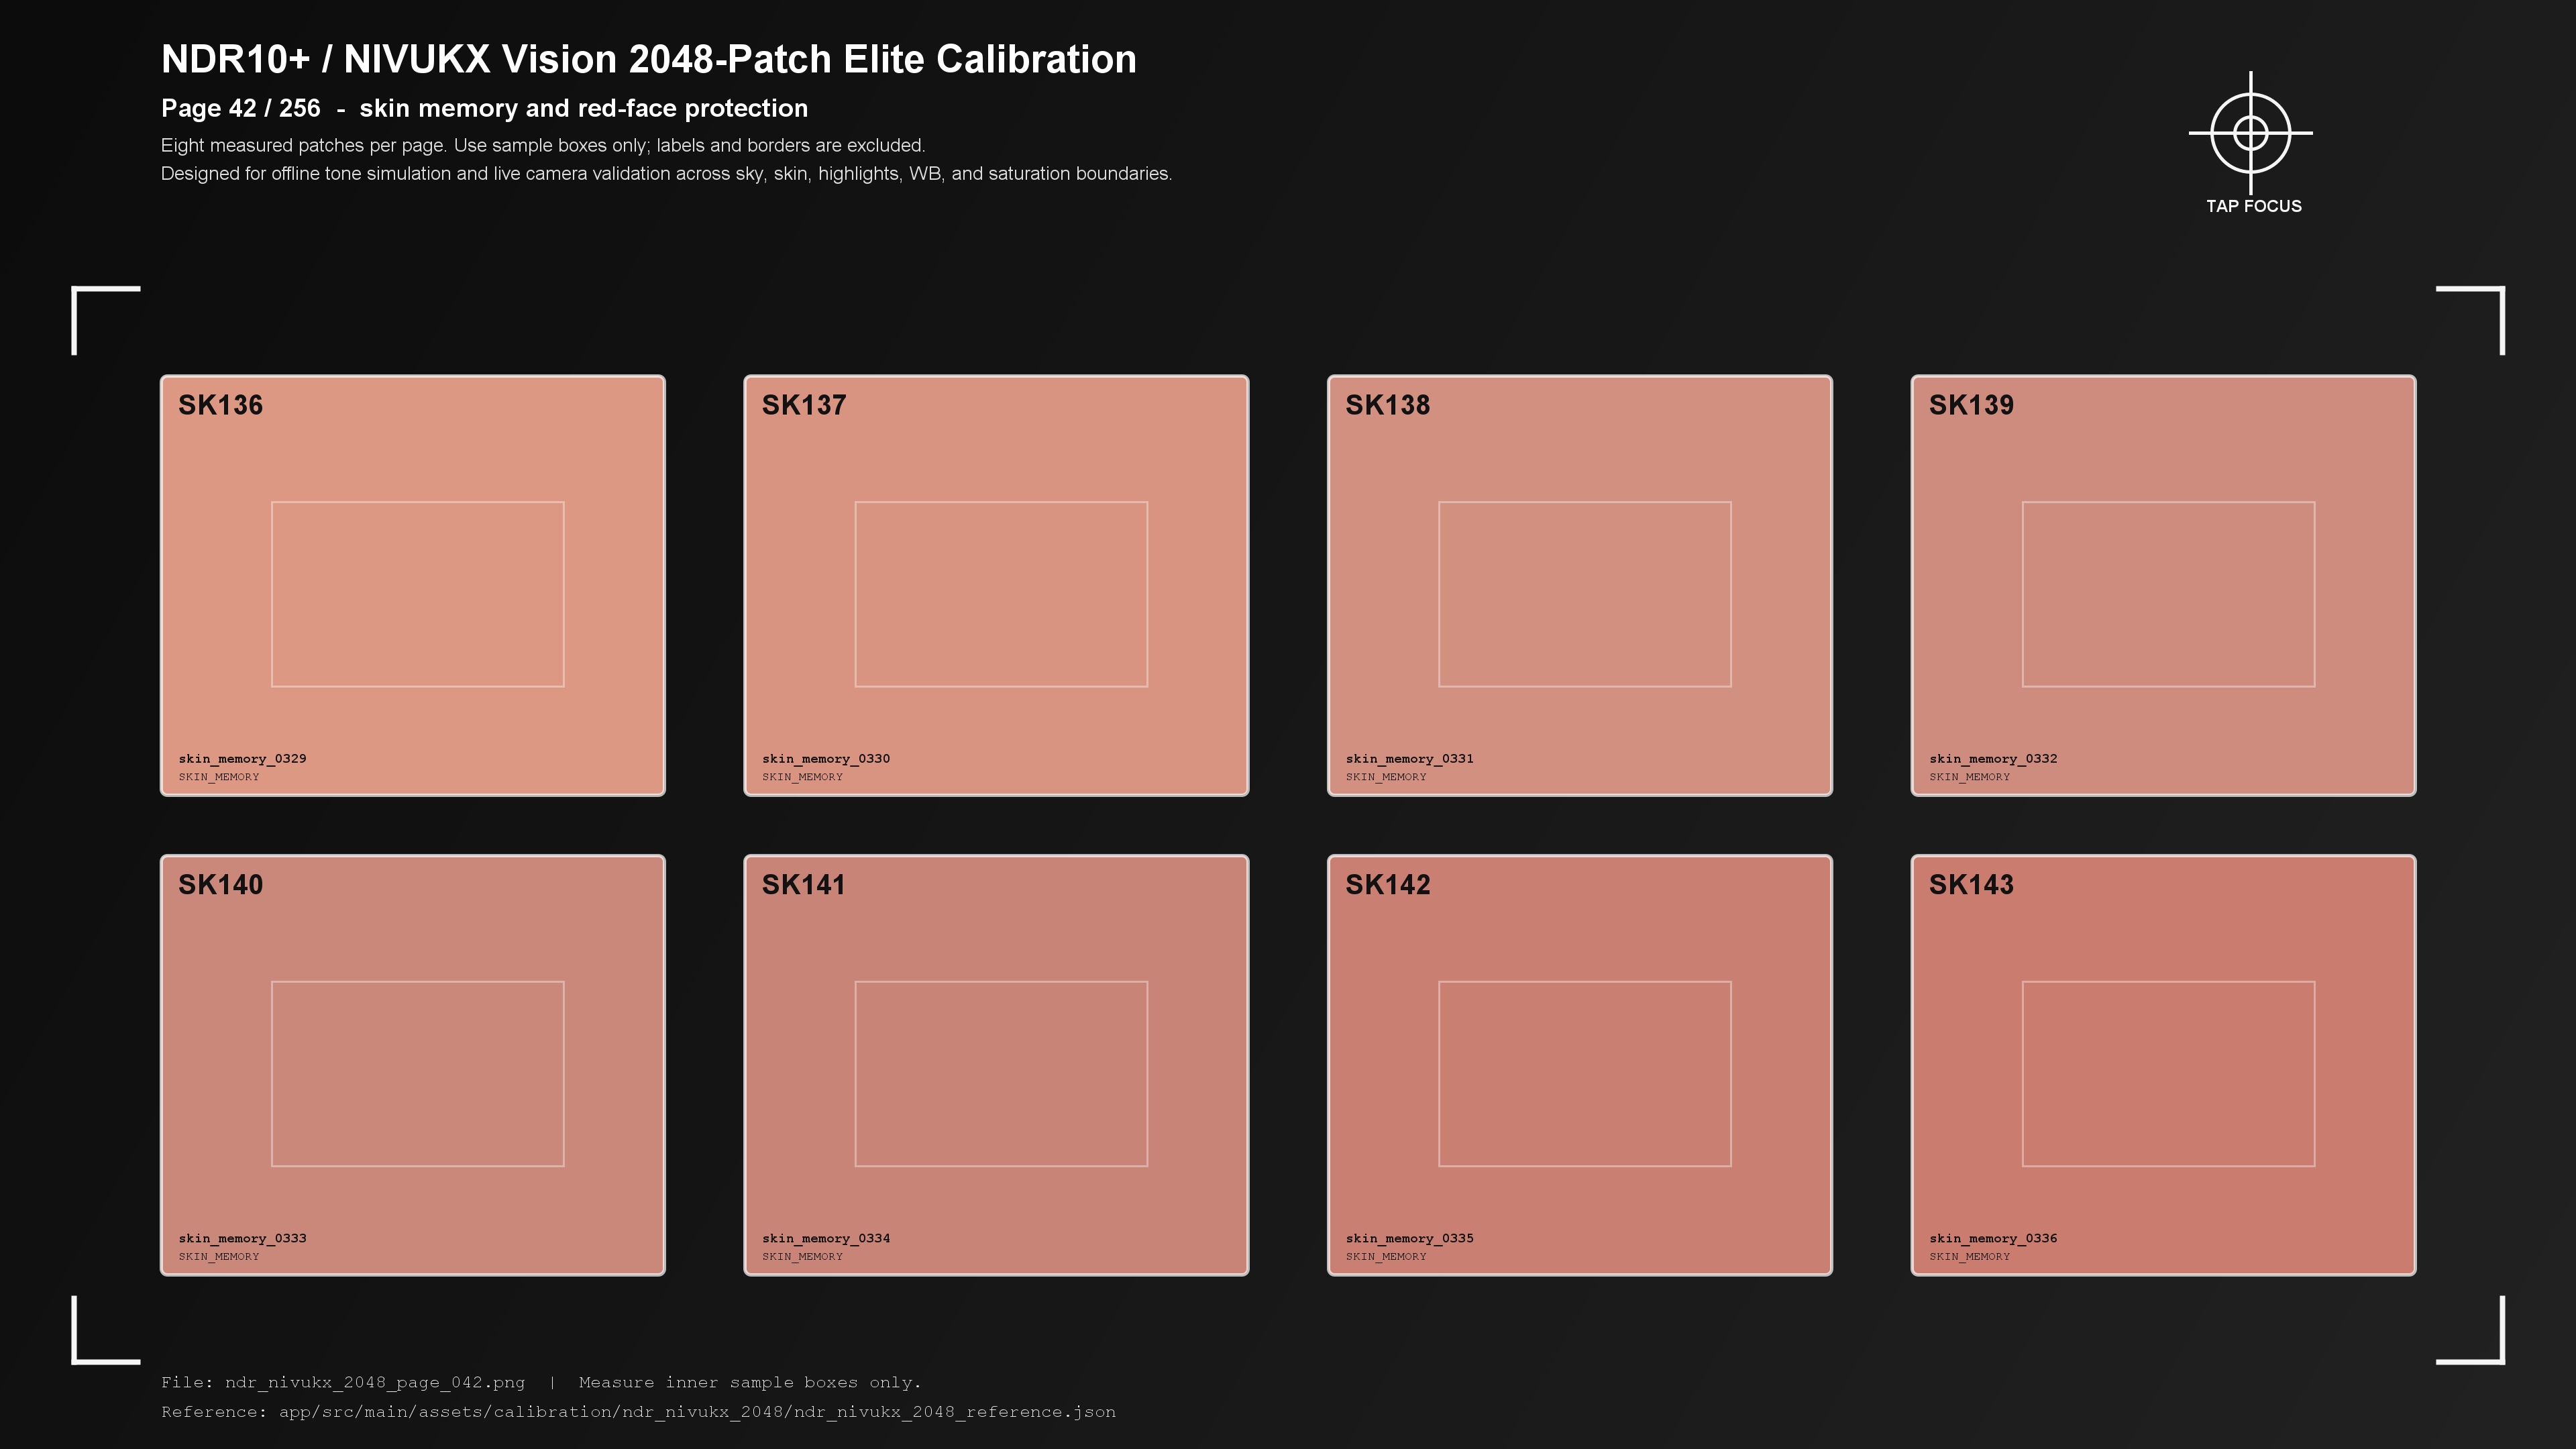 NDR10+ / NIVUKX Vision 2048-Patch Elite Calibration
Page 42 / 256 - skin memory and red-face protection
Eight measured patches per page. Use sample boxes only; labels and borders are excluded.
Designed for offline tone simulation and live camera validation across sky, skin, highlights, WB, and saturation boundaries.
TAP FOCUS
SK136
skin_memory_0329
SKIN_MEMORY
SK137
skin_memory_0330
SKIN_MEMORY
SK138
skin_memory_0331
SKIN_MEMORY
SK139
skin_memory_0332
SKIN_MEMORY
SK140
skin_memory_0333
SKIN_MEMORY
SK141
skin_memory_0334
SKIN_MEMORY
SK142
skin_memory_0335
SKIN_MEMORY
SK143
skin_memory_0336
SKIN_MEMORY
File: ndr_nivukx_2048_page_042.png | Measure inner sample boxes only.
Reference: app/src/main/assets/calibration/ndr_nivukx_2048/ndr_nivukx_2048_reference.json